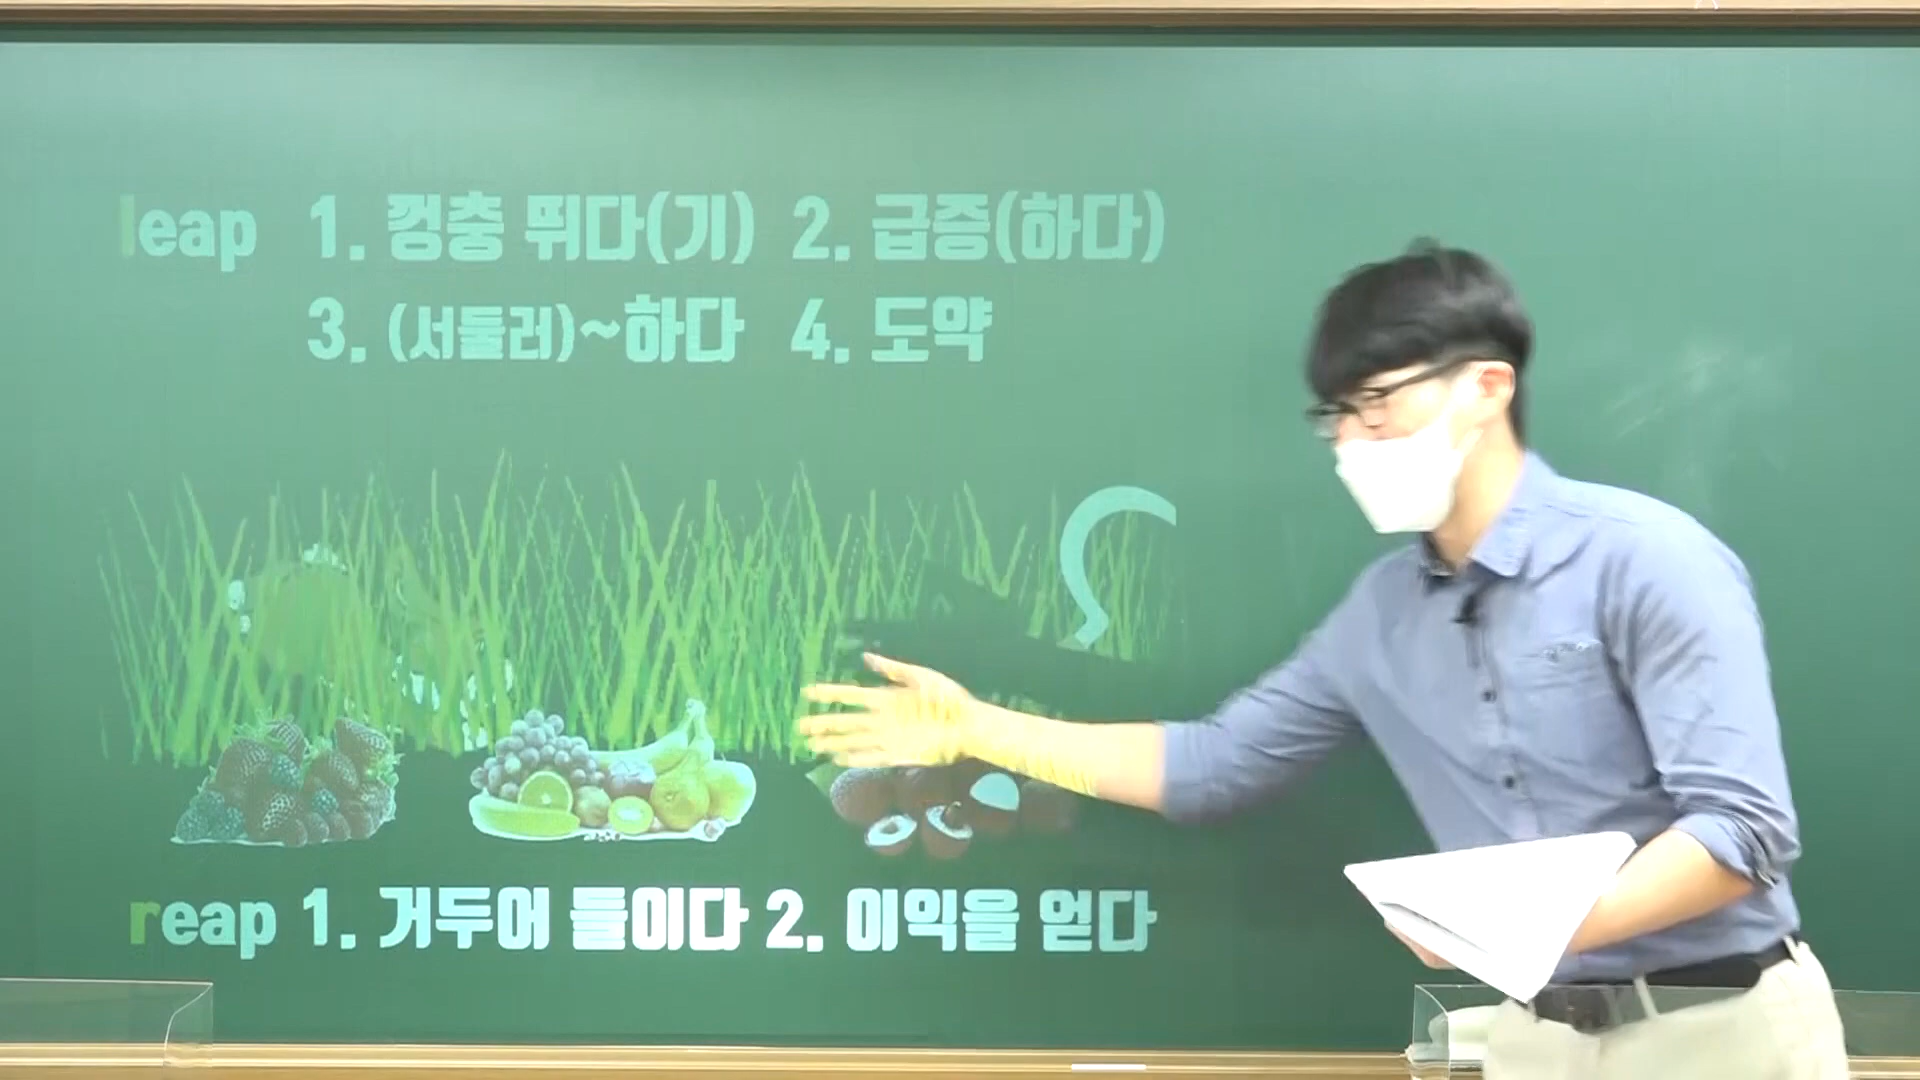 leap 1. 껑충 뛰다(기) 2. 급증(하다)
3. (서둘러)~하다 4. 도약
reap 1. 거두어 들이다 2. 이익을 얻다